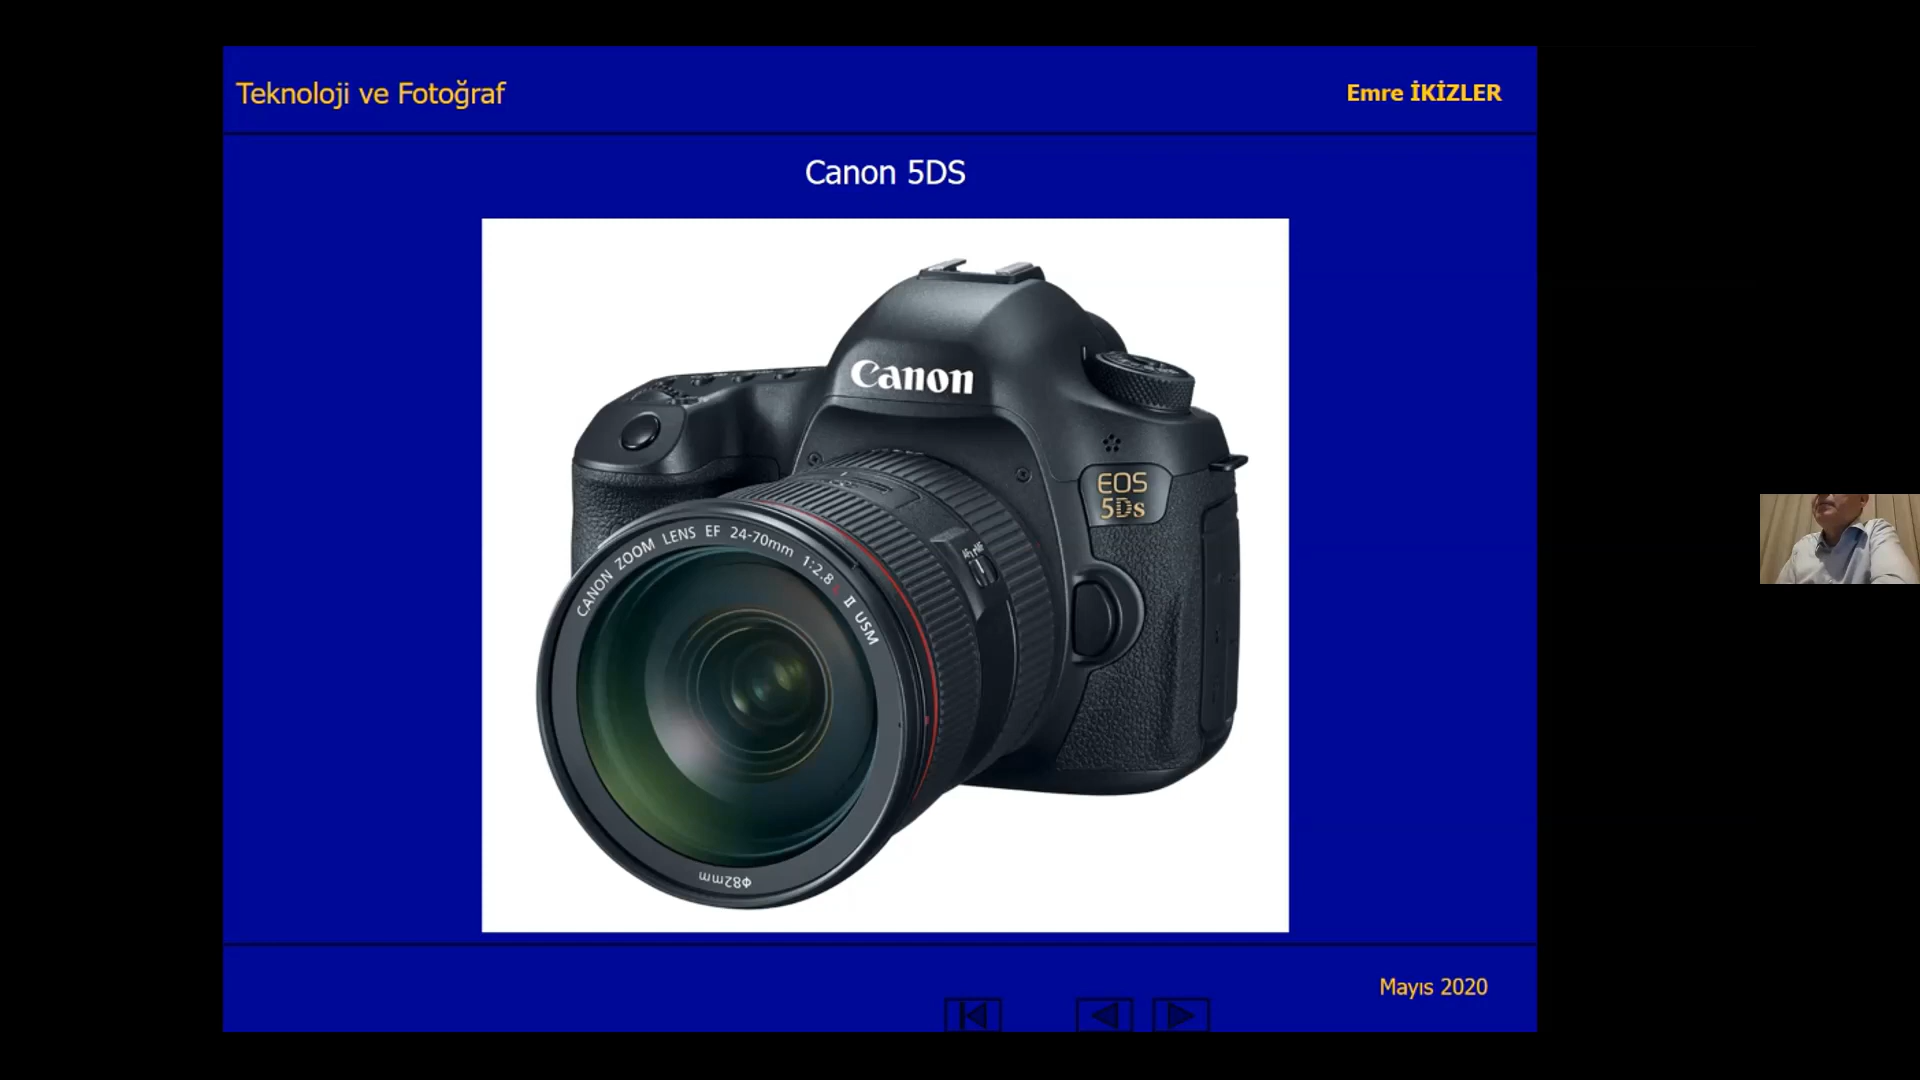 Teknoloji ve Fotoğraf
Emre İKİZLER
Canon 5DS
Canon
EOS
5Ds
CANON ZOOM LENS EF 24-70mm 1:2.8 L II USM
Φ82mm
Mayıs 2020